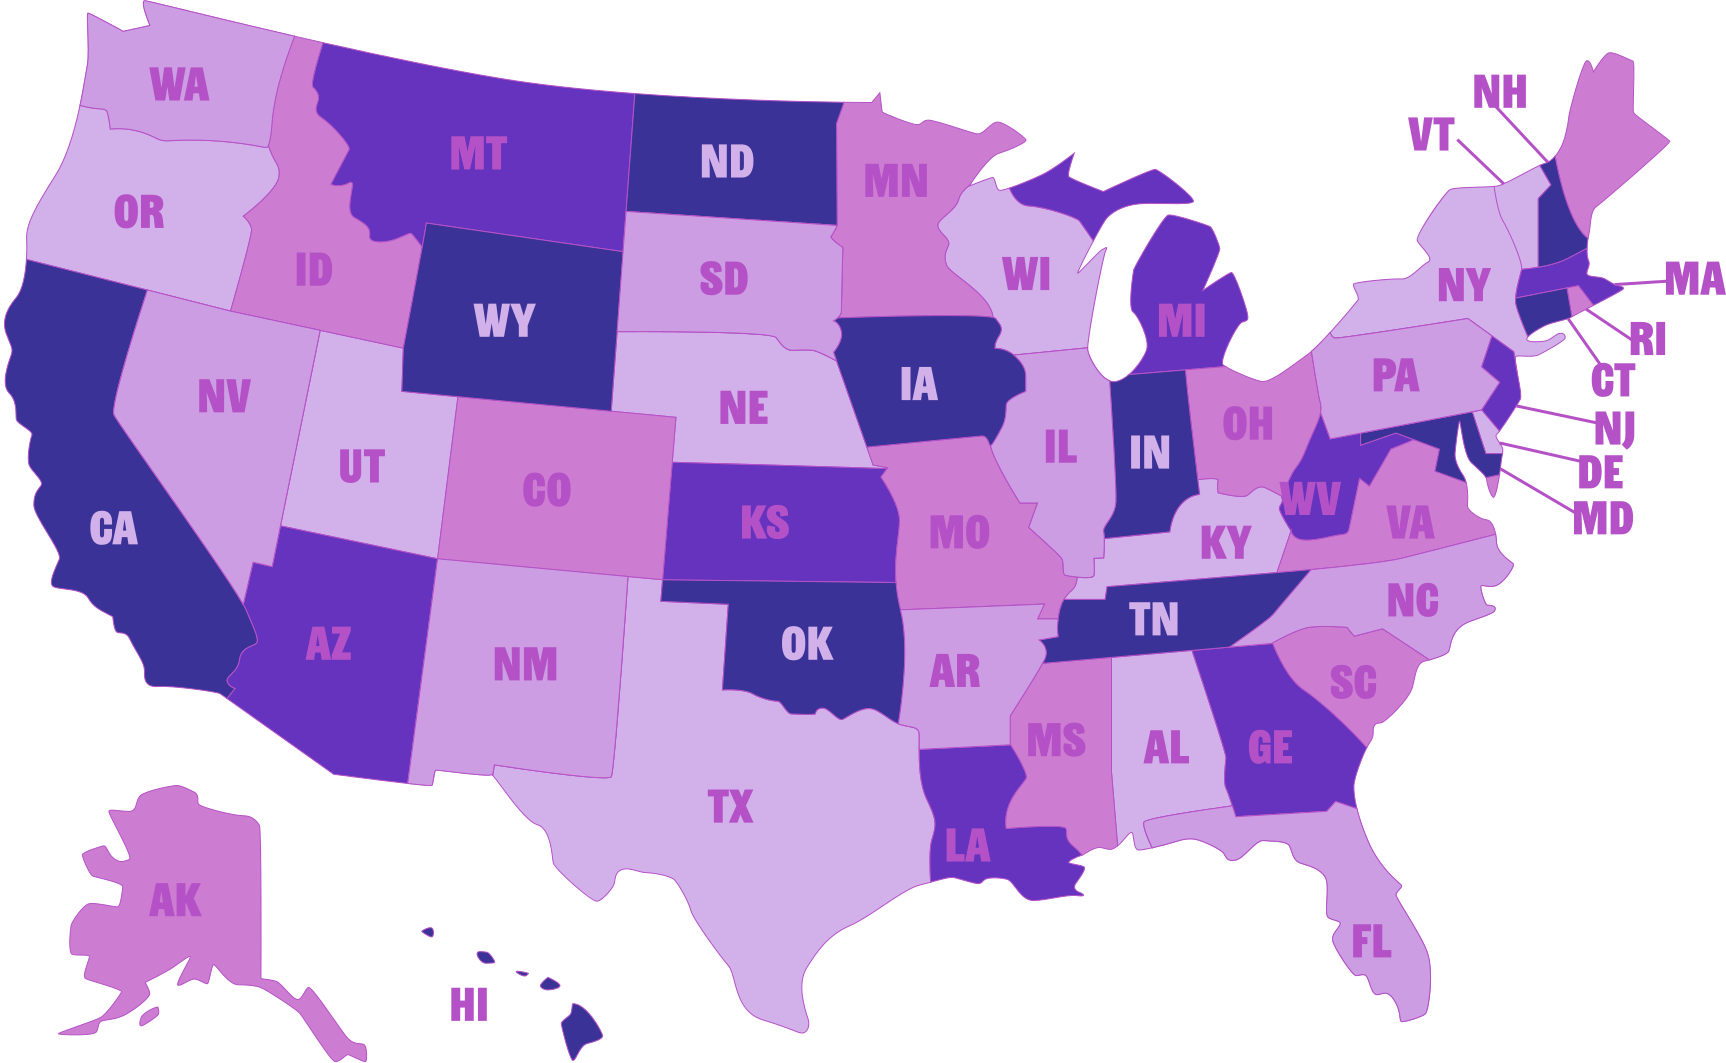 WA
NH
VT
MT
ND
MN
OR
ID
SD
WI
NY
MA
WY
MI
RI
NV
NE
IA
PA
CT
UT
IL
IN
OH
NJ
CO
DE
CA
KS
MO
KY
WV
VA
MD
AZ
NM
OK
AR
TN
NC
SC
MS
AL
GE
TX
LA
AK
FL
HI